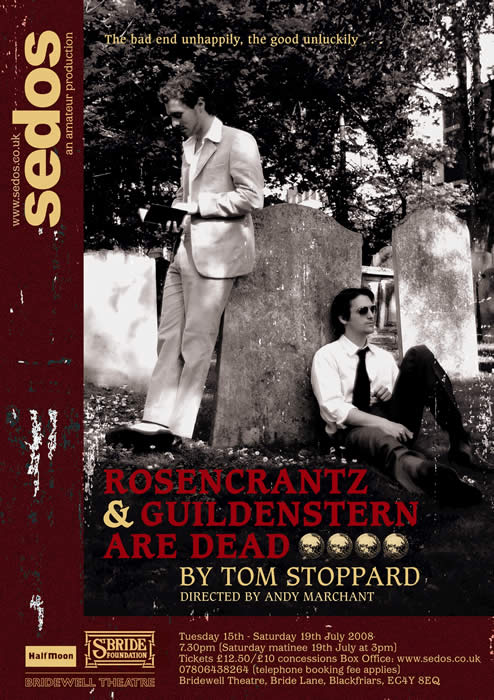 www.sedos.co.uk
sedos
an amateur production
The bad end unhappily, the good unluckily . . .
ROSENCRANTZ
& GUILDENSTERN
ARE DEAD
BY TOM STOPPARD
DIRECTED BY ANDY MARCHANT
Half Moon
SBRIDE
FOUNDATION
BRIDEWELL THEATRE
Tuesday 15th - Saturday 19th July 2008
7.30pm (Saturday matinee 19th July at 3pm)
Tickets £12.50/£10 concessions Box Office: www.sedos.co.uk
07806438264 (telephone booking fee applies)
Bridewell Theatre, Bride Lane, Blackfriars, EC4Y 8EQ